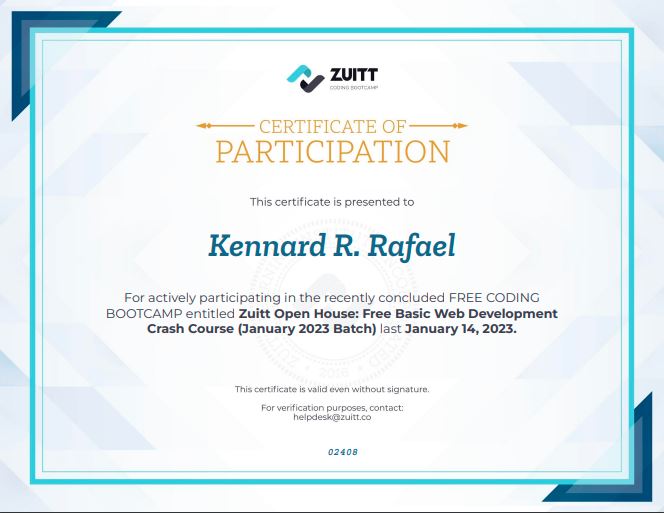 ZUITT
CODING BOOTCAMP
CERTIFICATE OF
PARTICIPATION
This certificate is presented to
Kennard R. Rafael
For actively participating in the recently concluded FREE CODING
BOOTCAMP entitled Zuitt Open House: Free Basic Web Development
Crash Course (January 2023 Batch) last January 14, 2023.
This certificate is valid even without signature.
For verification purposes, contact:
helpdesk@zuitt.co
02408